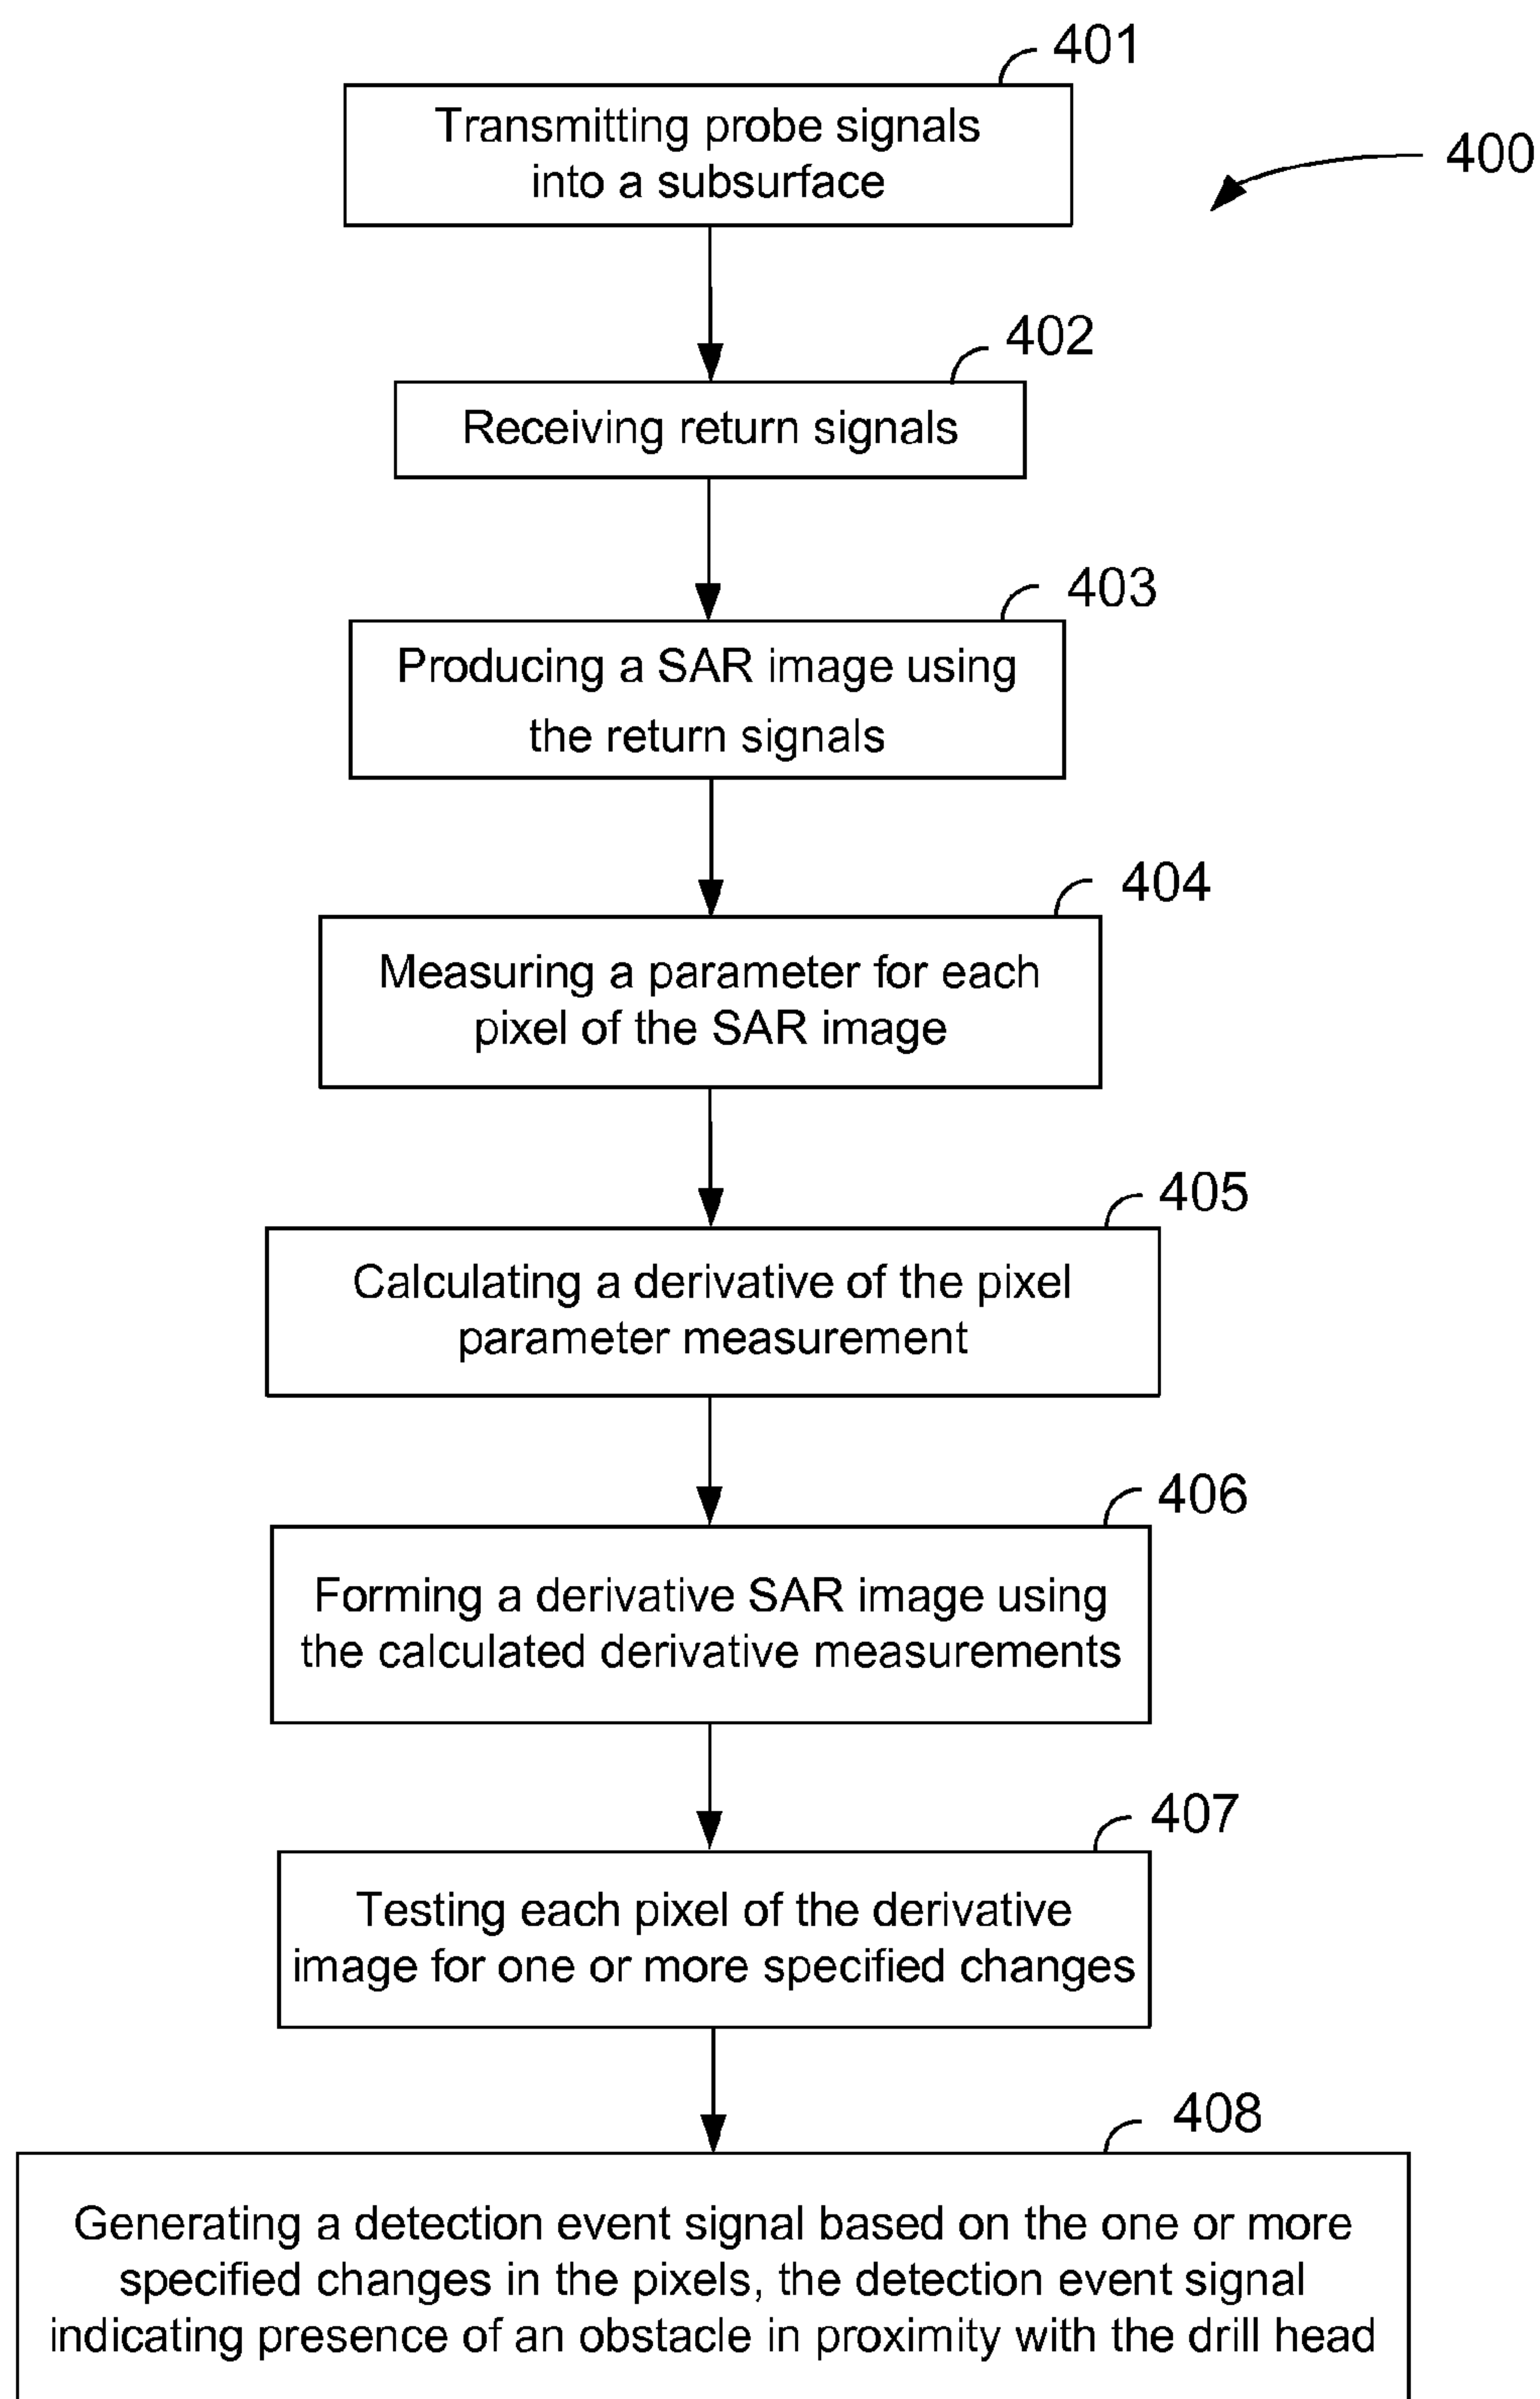 401
Transmitting probe signals
into a subsurface
400
402
Receiving return signals
403
Producing a SAR image using
the return signals
404
Measuring a parameter for each
pixel of the SAR image
405
Calculating a derivative of the pixel
parameter measurement
406
Forming a derivative SAR image using
the calculated derivative measurements
407
Testing each pixel of the derivative
image for one or more specified changes
408
Generating a detection event signal based on the one or more
specified changes in the pixels, the detection event signal
indicating presence of an obstacle in proximity with the drill head